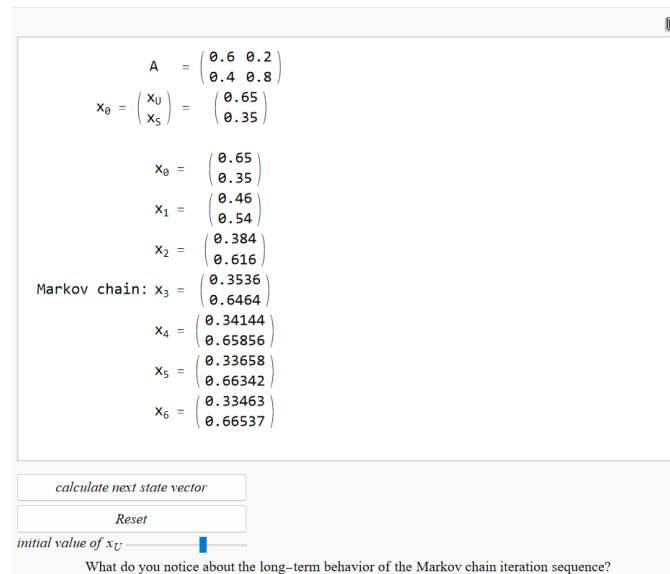 A = ( 0.6 0.2
0.4 0.8 )
x₀ = ( xU
xS ) = ( 0.65
0.35 )
x₀ = ( 0.65
0.35 )
x₁ = ( 0.46
0.54 )
x₂ = ( 0.384
0.616 )
Markov chain: x₃ = ( 0.3536
0.6464 )
x₄ = ( 0.34144
0.65856 )
x₅ = ( 0.33658
0.66342 )
x₆ = ( 0.33463
0.66537 )
calculate next state vector
Reset
initial value of xU
What do you notice about the long–term behavior of the Markov chain iteration sequence?